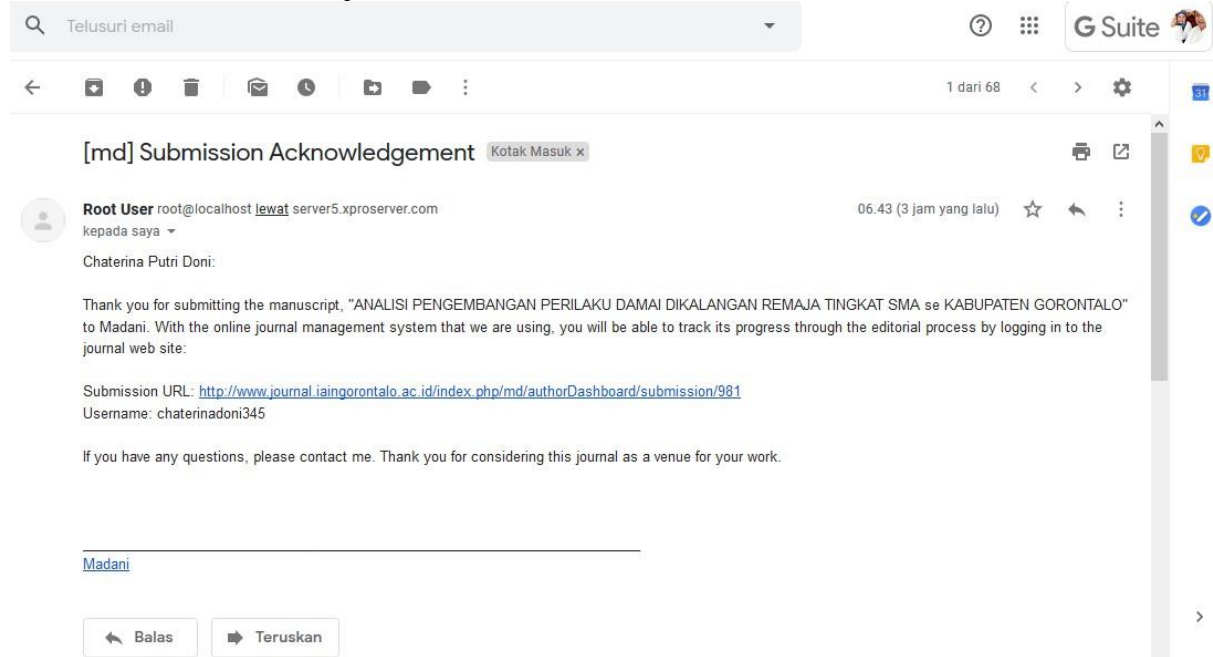 Telusuri email
G Suite
1 dari 68
31
[md] Submission Acknowledgement Kotak Masuk x
Root User root@localhost lewat server5.xproserver.com 06.43 (3 jam yang lalu)
kepada saya
Chaterina Putri Doni:
Thank you for submitting the manuscript, "ANALISI PENGEMBANGAN PERILAKU DAMAI DIKALANGAN REMAJA TINGKAT SMA se KABUPATEN GORONTALO"
to Madani. With the online journal management system that we are using, you will be able to track its progress through the editorial process by logging in to the
journal web site:
Submission URL: http://www.journal.iaingorontalo.ac.id/index.php/md/authorDashboard/submission/981
Username: chaterinadoni345
If you have any questions, please contact me. Thank you for considering this journal as a venue for your work.
Madani
Balas
Teruskan